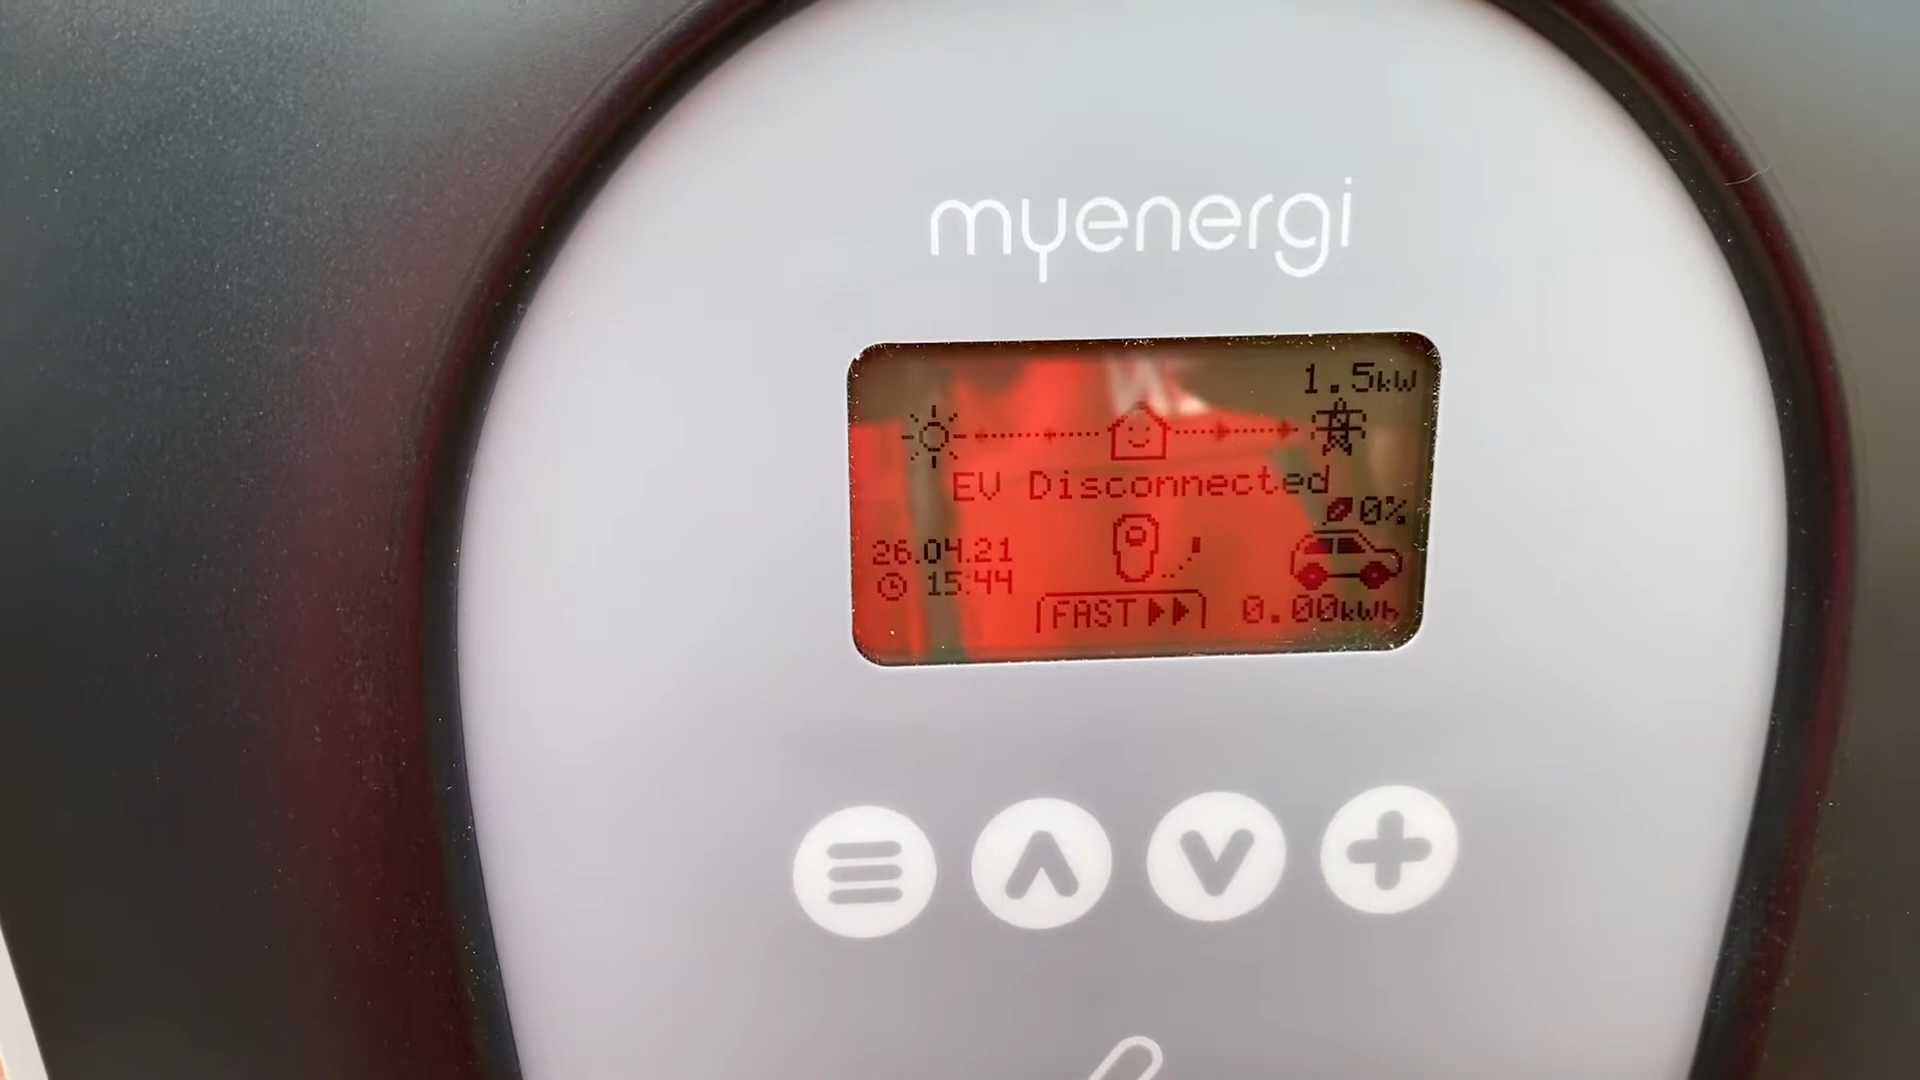 myenergi
1.5kW
EV Disconnected
0%
26.04.21
15:44
FAST
0.00kWh